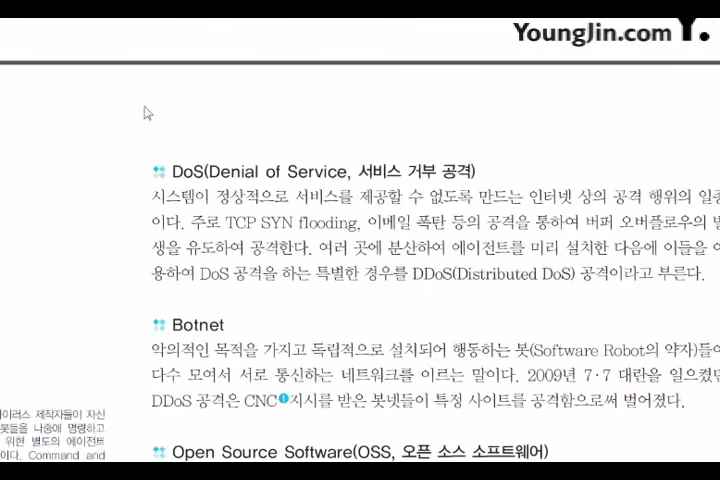 YoungJin.com Y.
DoS(Denial of Service, 서비스 거부 공격)
시스템이 정상적으로 서비스를 제공할 수 없도록 만드는 인터넷 상의 공격 행위의 일종
이다. 주로 TCP SYN flooding, 이메일 폭탄 등의 공격을 통하여 버퍼 오버플로우의 발
생을 유도하여 공격한다. 여러 곳에 분산하여 에이전트를 미리 설치한 다음에 이들을 이
용하여 DoS 공격을 하는 특별한 경우를 DDoS(Distributed DoS) 공격이라고 부른다.
Botnet
악의적인 목적을 가지고 독립적으로 설치되어 행동하는 봇(Software Robot의 약자)들이
다수 모여서 서로 통신하는 네트워크를 이르는 말이다. 2009년 7·7 대란을 일으켰던
DDoS 공격은 CNC❶지시를 받은 봇넷들이 특정 사이트를 공격함으로써 벌어졌다.
이러스 제작자들이 자신
봇들을 나중에 명령하고
위한 별도의 에이전트
이다. Command and
Open Source Software(OSS, 오픈 소스 소프트웨어)